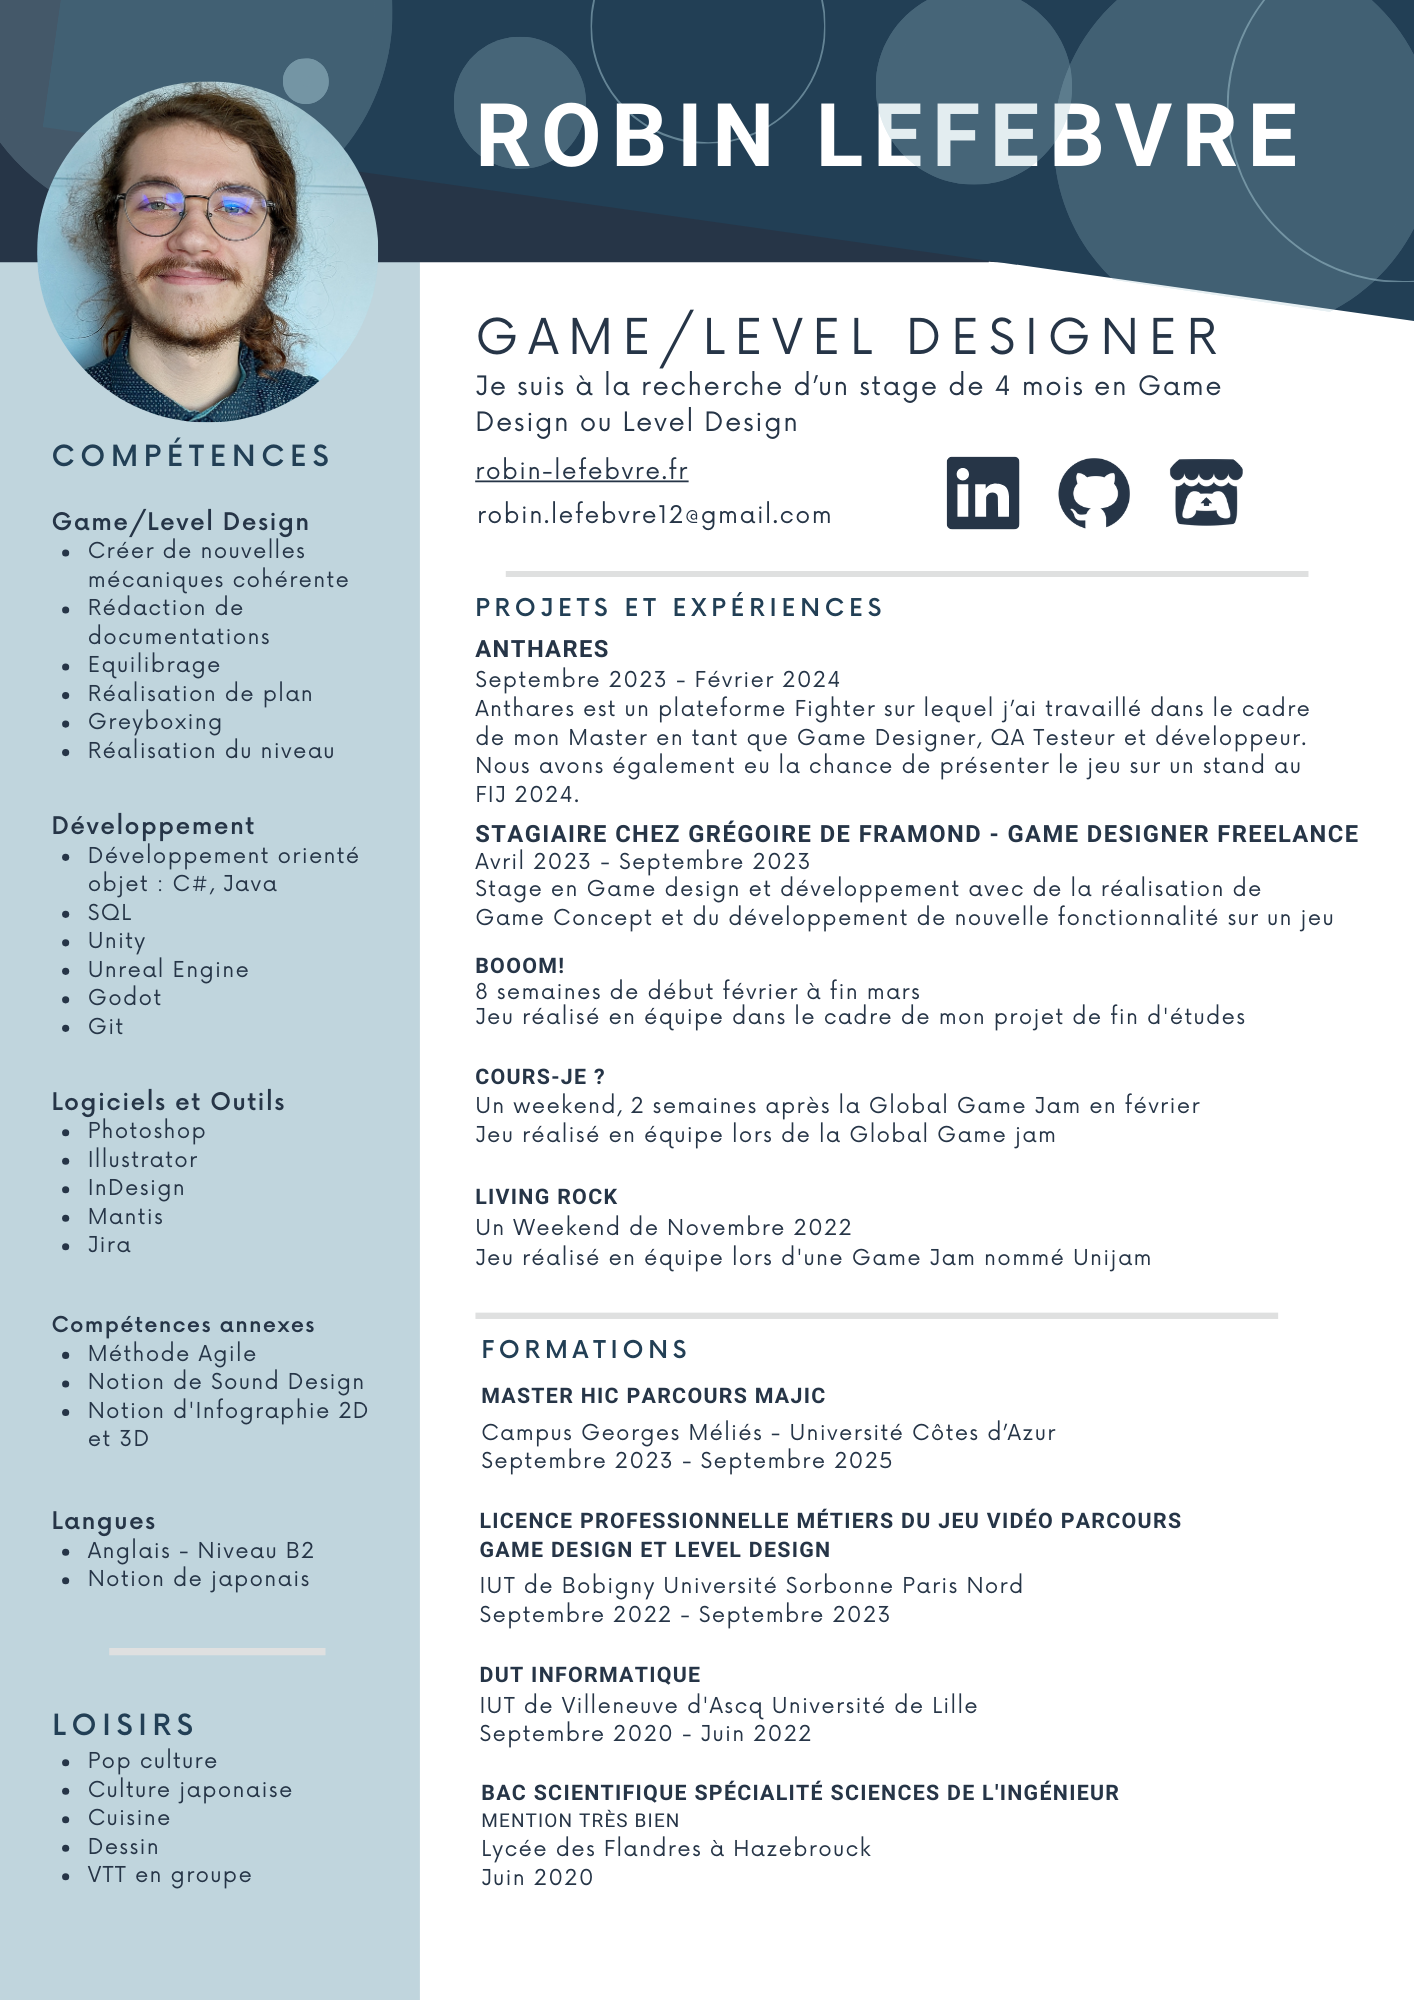 ROBIN LEFEBVRE
GAME/LEVEL DESIGNER
Je suis à la recherche d’un stage de 4 mois en Game
Design ou Level Design
robin-lefebvre.fr
robin.lefebvre12@gmail.com
in
COMPÉTENCES
Game/Level Design
• Créer de nouvelles
mécaniques cohérente
• Rédaction de
documentations
• Equilibrage
• Réalisation de plan
• Greyboxing
• Réalisation du niveau
Développement
• Développement orienté
objet : C#, Java
• SQL
• Unity
• Unreal Engine
• Godot
• Git
Logiciels et Outils
• Photoshop
• Illustrator
• InDesign
• Mantis
• Jira
Compétences annexes
• Méthode Agile
• Notion de Sound Design
• Notion d'Infographie 2D
et 3D
Langues
• Anglais - Niveau B2
• Notion de japonais
LOISIRS
• Pop culture
• Culture japonaise
• Cuisine
• Dessin
• VTT en groupe
PROJETS ET EXPÉRIENCES
ANTHARES
Septembre 2023 - Février 2024
Anthares est un plateforme Fighter sur lequel j’ai travaillé dans le cadre
de mon Master en tant que Game Designer, QA Testeur et développeur.
Nous avons également eu la chance de présenter le jeu sur un stand au
FIJ 2024.
STAGIAIRE CHEZ GRÉGOIRE DE FRAMOND - GAME DESIGNER FREELANCE
Avril 2023 - Septembre 2023
Stage en Game design et développement avec de la réalisation de
Game Concept et du développement de nouvelle fonctionnalité sur un jeu
BOOOM!
8 semaines de début février à fin mars
Jeu réalisé en équipe dans le cadre de mon projet de fin d'études
COURS-JE ?
Un weekend, 2 semaines après la Global Game Jam en février
Jeu réalisé en équipe lors de la Global Game jam
LIVING ROCK
Un Weekend de Novembre 2022
Jeu réalisé en équipe lors d'une Game Jam nommé Unijam
FORMATIONS
MASTER HIC PARCOURS MAJIC
Campus Georges Méliés - Université Côtes d’Azur
Septembre 2023 - Septembre 2025
LICENCE PROFESSIONNELLE MÉTIERS DU JEU VIDÉO PARCOURS
GAME DESIGN ET LEVEL DESIGN
IUT de Bobigny Université Sorbonne Paris Nord
Septembre 2022 - Septembre 2023
DUT INFORMATIQUE
IUT de Villeneuve d'Ascq Université de Lille
Septembre 2020 - Juin 2022
BAC SCIENTIFIQUE SPÉCIALITÉ SCIENCES DE L'INGÉNIEUR
MENTION TRÈS BIEN
Lycée des Flandres à Hazebrouck
Juin 2020